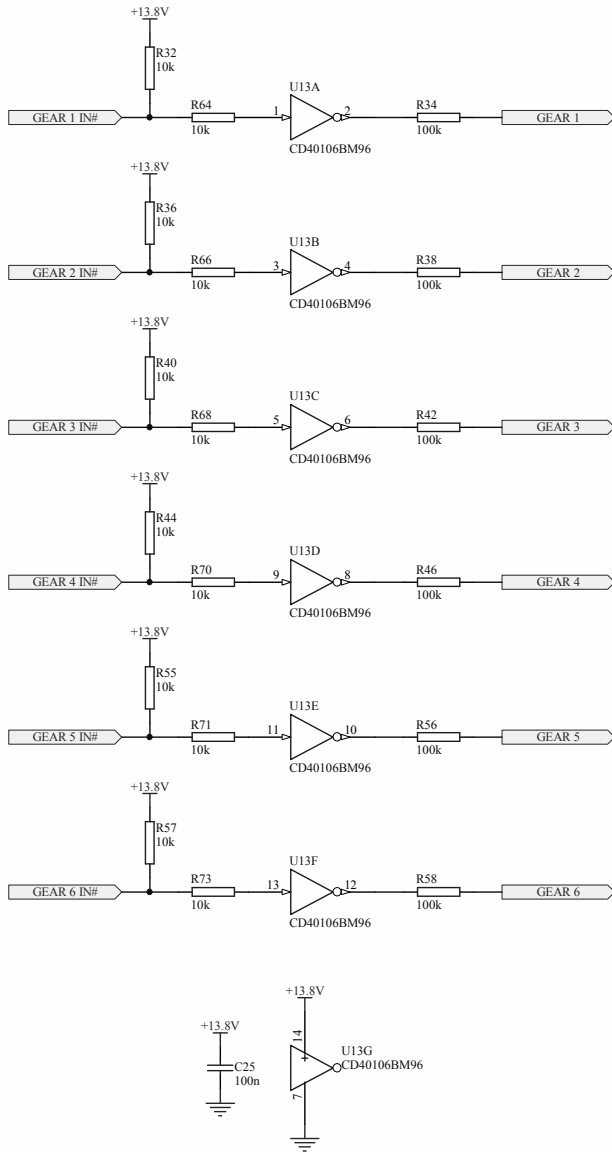 +13.8V
R32
10k
U13A
GEAR 1 IN#
R64
10k
1
2
R34
100k
GEAR 1
CD40106BM96
+13.8V
R36
10k
U13B
GEAR 2 IN#
R66
10k
3
4
R38
100k
GEAR 2
CD40106BM96
+13.8V
R40
10k
U13C
GEAR 3 IN#
R68
10k
5
6
R42
100k
GEAR 3
CD40106BM96
+13.8V
R44
10k
U13D
GEAR 4 IN#
R70
10k
9
8
R46
100k
GEAR 4
CD40106BM96
+13.8V
R55
10k
U13E
GEAR 5 IN#
R71
10k
11
10
R56
100k
GEAR 5
CD40106BM96
+13.8V
R57
10k
U13F
GEAR 6 IN#
R73
10k
13
12
R58
100k
GEAR 6
CD40106BM96
+13.8V
C25
100n
+13.8V
14
7
U13G
CD40106BM96